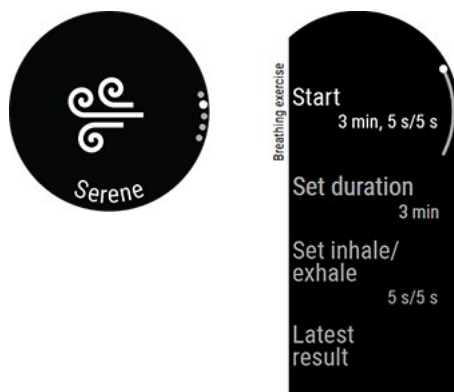 Serene
Breathing exercise
Start
3 min, 5 s/5 s
Set duration
3 min
Set inhale/
exhale
5 s/5 s
Latest
result